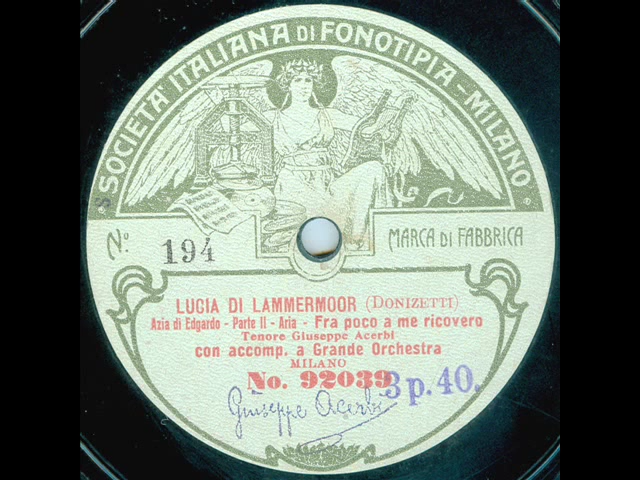 SOCIETÀ ITALIANA DI FONOTIPIA - MILANO
No. 194
MARCA DI FABBRICA
LUCIA DI LAMMERMOOR (DONIZETTI)
Azia di Edgardo - Parte II - Aria - Fra poco a me ricovero
Tenore Giuseppe Acerbi
con accomp. a Grande Orchestra
MILANO
No. 92039 3 p. 40.
Giuseppe Acerbi